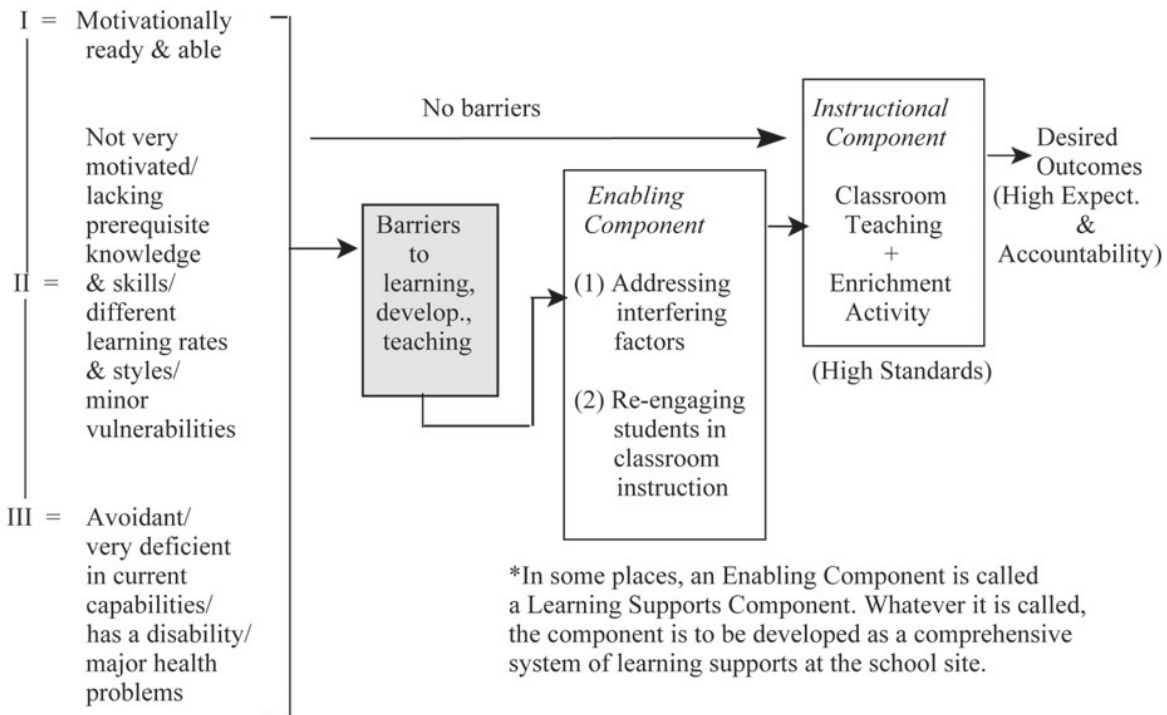 I = Motivationally
ready & able
Not very
motivated/
lacking
prerequisite
knowledge
II = & skills/
different
learning rates
& styles/
minor
vulnerabilities
III = Avoidant/
very deficient
in current
capabilities/
has a disability/
major health
problems
No barriers
Barriers
to
learning,
develop.,
teaching
Enabling
Component
(1) Addressing
interfering
factors
(2) Re-engaging
students in
classroom
instruction
Instructional
Component
Classroom
Teaching
+
Enrichment
Activity
(High Standards)
Desired
Outcomes
(High Expect.
&
Accountability)
*In some places, an Enabling Component is called
a Learning Supports Component. Whatever it is called,
the component is to be developed as a comprehensive
system of learning supports at the school site.